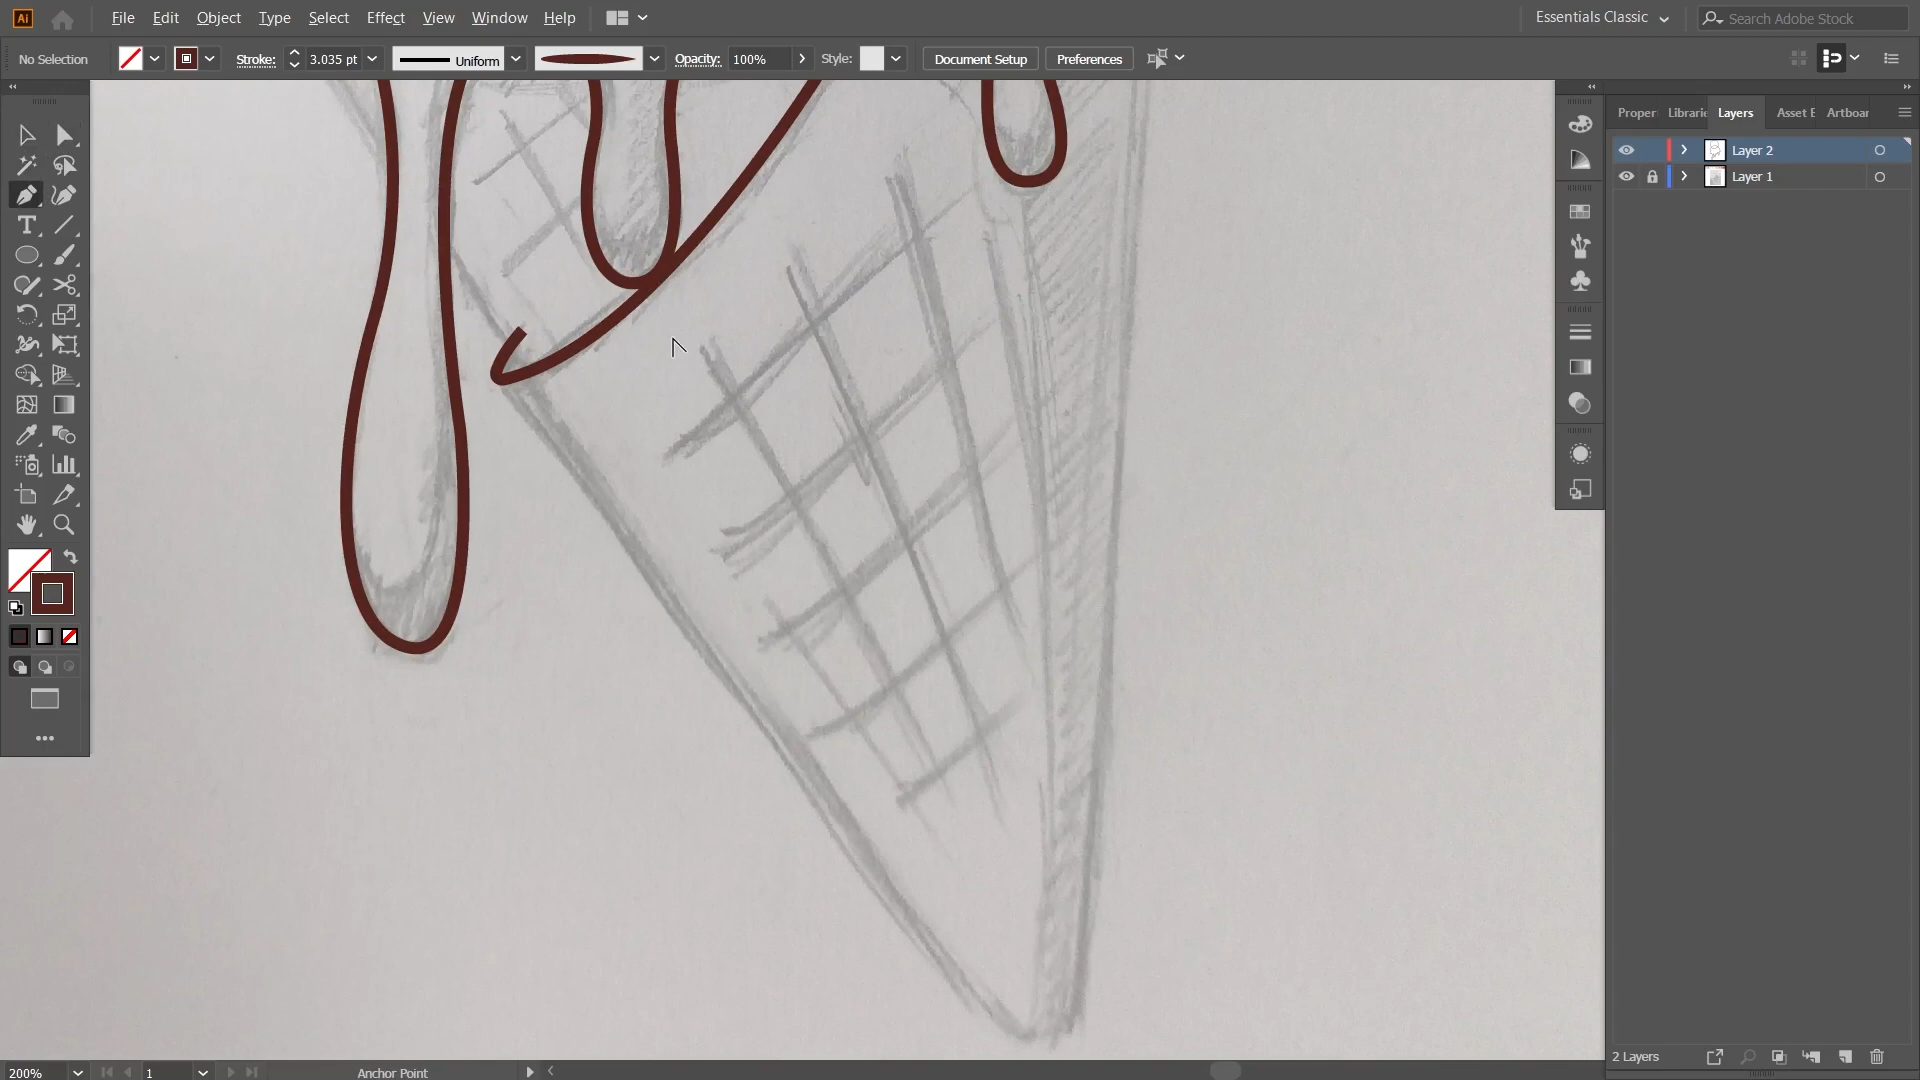 Ai File Edit Object Type Select Effect View Window Help Essentials Classic Search Adobe Stock
No Selection Stroke: 3.035 pt Uniform Opacity: 100% Style: Document Setup Preferences
Proper Librarie Layers Asset E Artboar
Layer 2
Layer 1
2 Layers
200% 1 Anchor Point